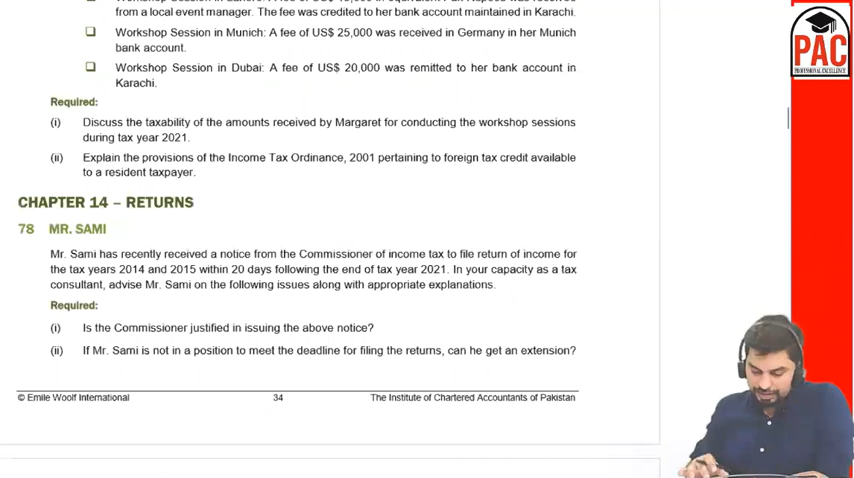 from a local event manager. The fee was credited to her bank account maintained in Karachi.
Workshop Session in Munich: A fee of US$ 25,000 was received in Germany in her Munich
bank account.
Workshop Session in Dubai: A fee of US$ 20,000 was remitted to her bank account in
Karachi.
Required:
(i) Discuss the taxability of the amounts received by Margaret for conducting the workshop sessions
during tax year 2021.
(ii) Explain the provisions of the Income Tax Ordinance, 2001 pertaining to foreign tax credit available
to a resident taxpayer.
CHAPTER 14 – RETURNS
78 MR. SAMI
Mr. Sami has recently received a notice from the Commissioner of income tax to file return of income for
the tax years 2014 and 2015 within 20 days following the end of tax year 2021. In your capacity as a tax
consultant, advise Mr. Sami on the following issues along with appropriate explanations.
Required:
(i) Is the Commissioner justified in issuing the above notice?
(ii) If Mr. Sami is not in a position to meet the deadline for filing the returns, can he get an extension?
© Emile Woolf International 34 The Institute of Chartered Accountants of Pakistan
PAC
PROFESSIONAL EXCELLENCE